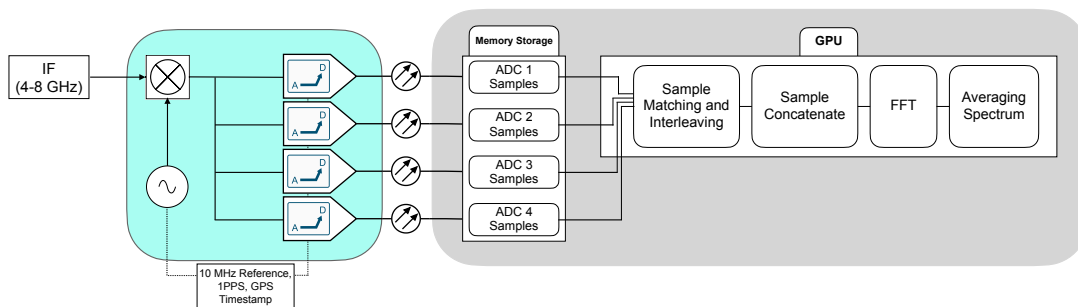 IF
(4-8 GHz)
D
A
D
A
D
A
D
A
10 MHz Reference,
1PPS, GPS
Timestamp
Memory Storage
ADC 1
Samples
ADC 2
Samples
ADC 3
Samples
ADC 4
Samples
GPU
Sample
Matching and
Interleaving
Sample
Concatenate
FFT
Averaging
Spectrum